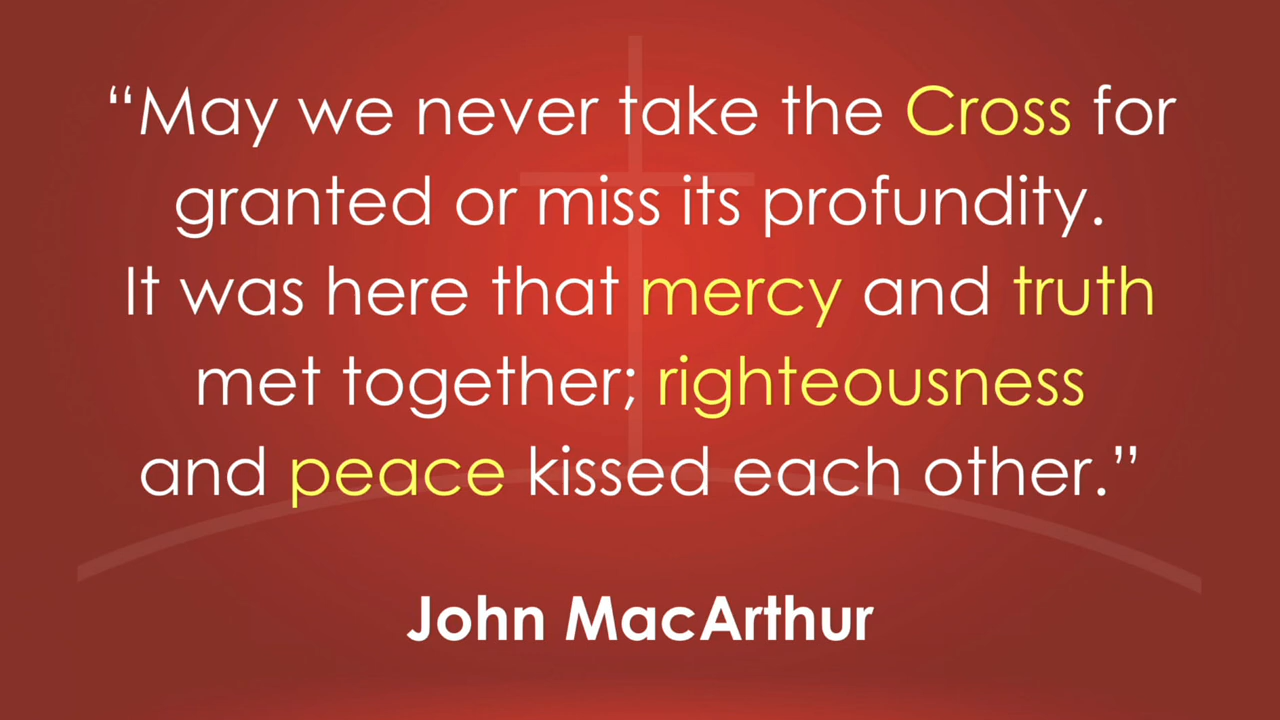 “May we never take the Cross for
granted or miss its profundity.
It was here that mercy and truth
met together; righteousness
and peace kissed each other.”
John MacArthur